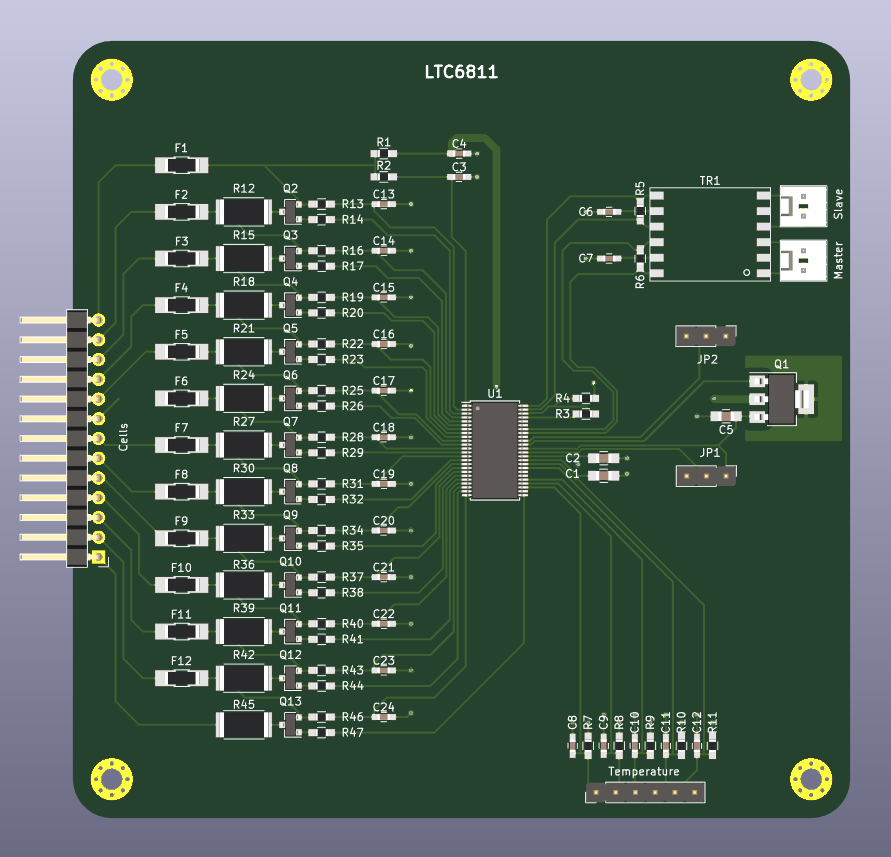 LTC6811
F1
R1
C4
R2
C3
TR1
F2
R12
Q2
R13
C13
R14
R5
C6
Slave
F3
R15
Q3
R16
C14
R17
C7
R6
Master
F4
R18
Q4
R19
C15
R20
F5
R21
Q5
R22
C16
R23
JP2
Q1
F6
R24
Q6
R25
C17
R26
U1
R4
R3
C5
Cells
F7
R27
Q7
R28
C18
R29
C2
JP1
F8
R30
Q8
R31
C19
R32
C1
F9
R33
Q9
R34
C20
R35
F10
R36
Q10
R37
C21
R38
F11
R39
Q11
R40
C22
R41
F12
R42
Q12
R43
C23
R44
R45
Q13
R46
C24
R47
C8
R7
C9
R8
C10
R9
C11
R10
C12
R11
Temperature